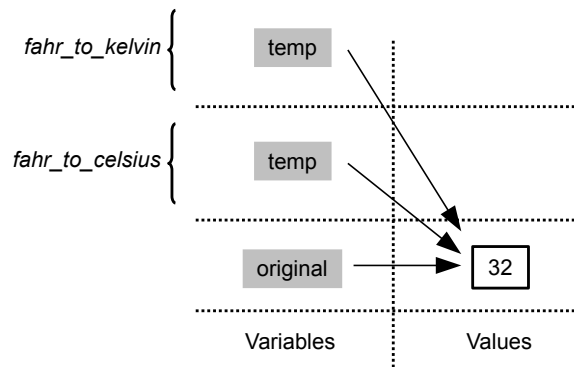 fahr_to_kelvin
temp
fahr_to_celsius
temp
original
32
Variables
Values